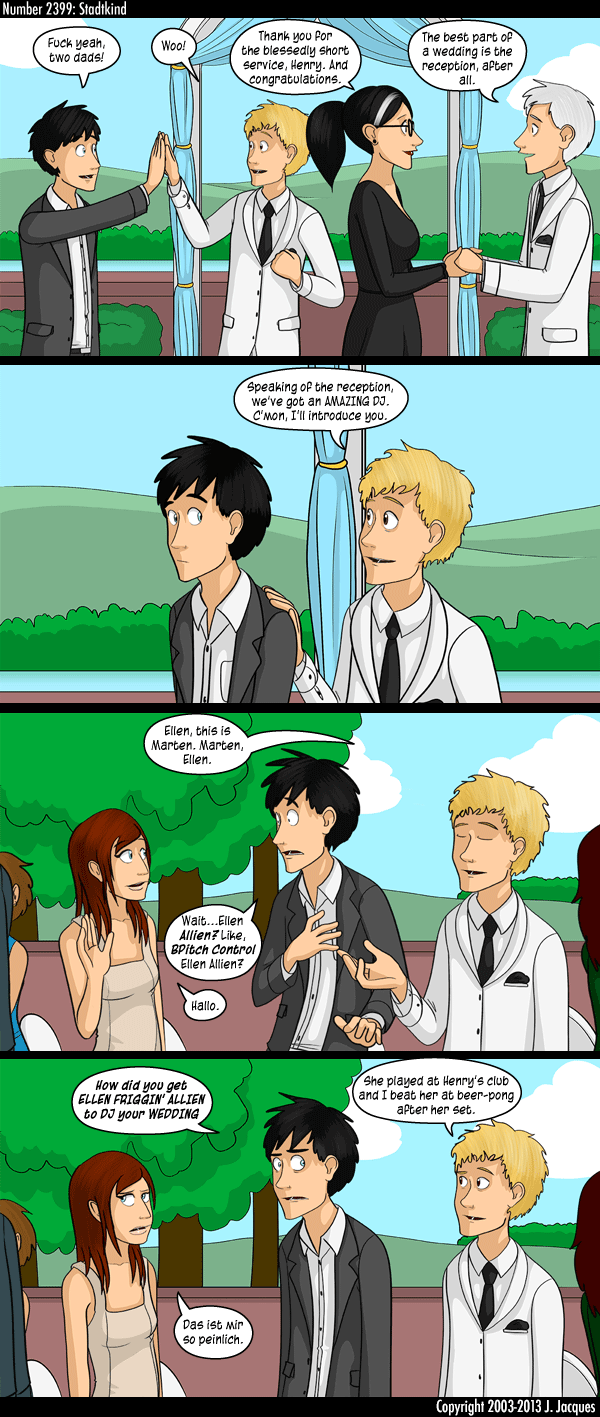 Number 2399: Stadtkind
Fuck yeah,
two dads!
Woo!
Thank you for
the blessedly short
service, Henry. And
congratulations.
The best part of
a wedding is the
reception, after
all.
Speaking of the reception,
we've got an AMAZING DJ.
C'mon, I'll introduce you.
Ellen, this is
Marten. Marten,
Ellen.
Wait...Ellen
Allien? Like,
BPitch Control
Ellen Allien?
Hallo.
How did you get
ELLEN FRIGGIN' ALLIEN
to DJ your WEDDING
She played at Henry's club
and I beat her at beer-pong
after her set.
Das ist mir
so peinlich.
Copyright 2003-2013 J. Jacques